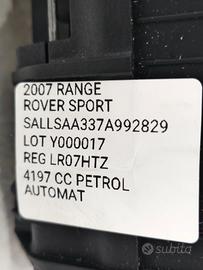 2007 RANGE
ROVER SPORT
SALLSAA337A992829
LOT Y000017
REG LR07HTZ
4197 CC PETROL
AUTOMAT
subito